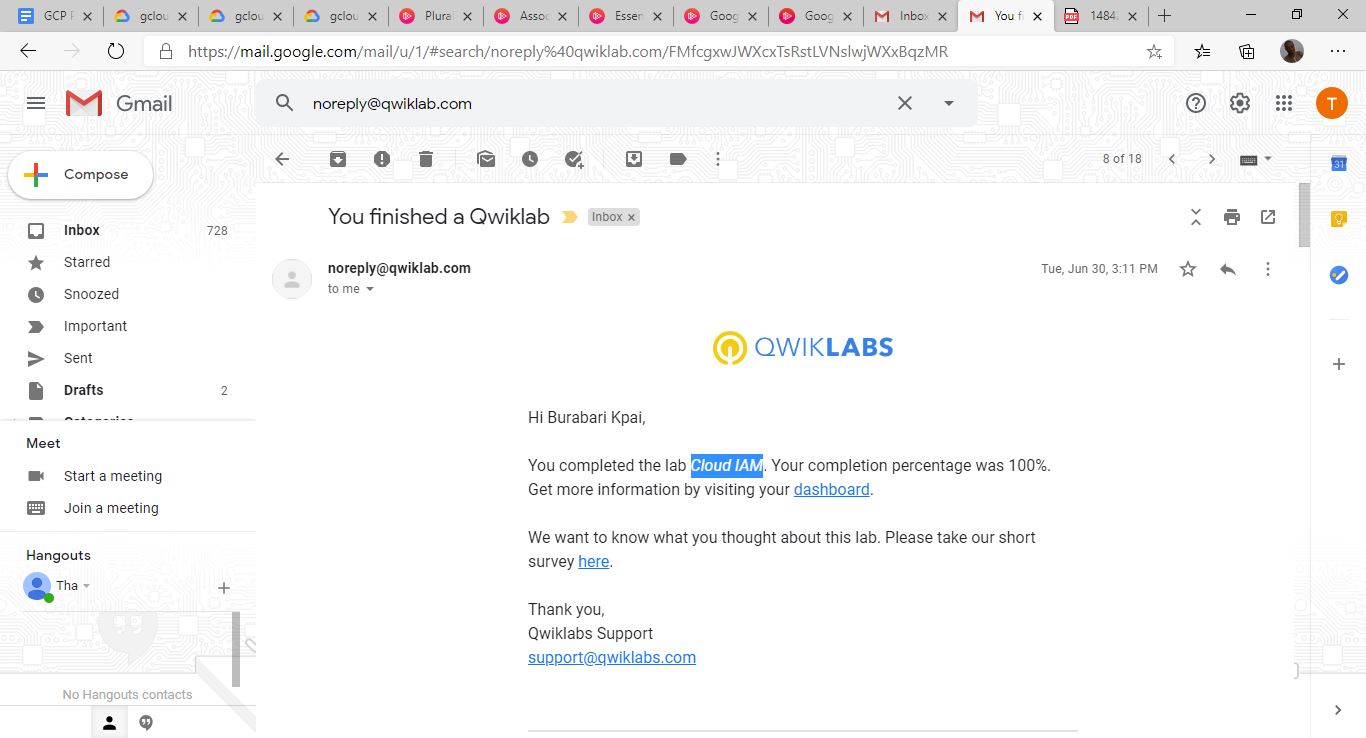 GCP P
gclou
gclou
gclou
Plural
Assoc
Essen
Goog
Goog
Inbox
You fi
PDF
1484
https://mail.google.com/mail/u/1/#search/noreply%40qwiklab.com/FMfcgxwJWXcxTsRstLVNslwjWXxBqzMR
Gmail
noreply@qwiklab.com
T
Compose
8 of 18
31
Inbox 728
Starred
Snoozed
Important
Sent
Drafts 2
Categories
Meet
Start a meeting
Join a meeting
Hangouts
Tha
No Hangouts contacts
You finished a Qwiklab
Inbox x
noreply@qwiklab.com
Tue, Jun 30, 3:11 PM
to me
QWIKLABS
Hi Burabari Kpai,
You completed the lab Cloud IAM. Your completion percentage was 100%.
Get more information by visiting your dashboard.
We want to know what you thought about this lab. Please take our short
survey here.
Thank you,
Qwiklabs Support
support@qwiklabs.com